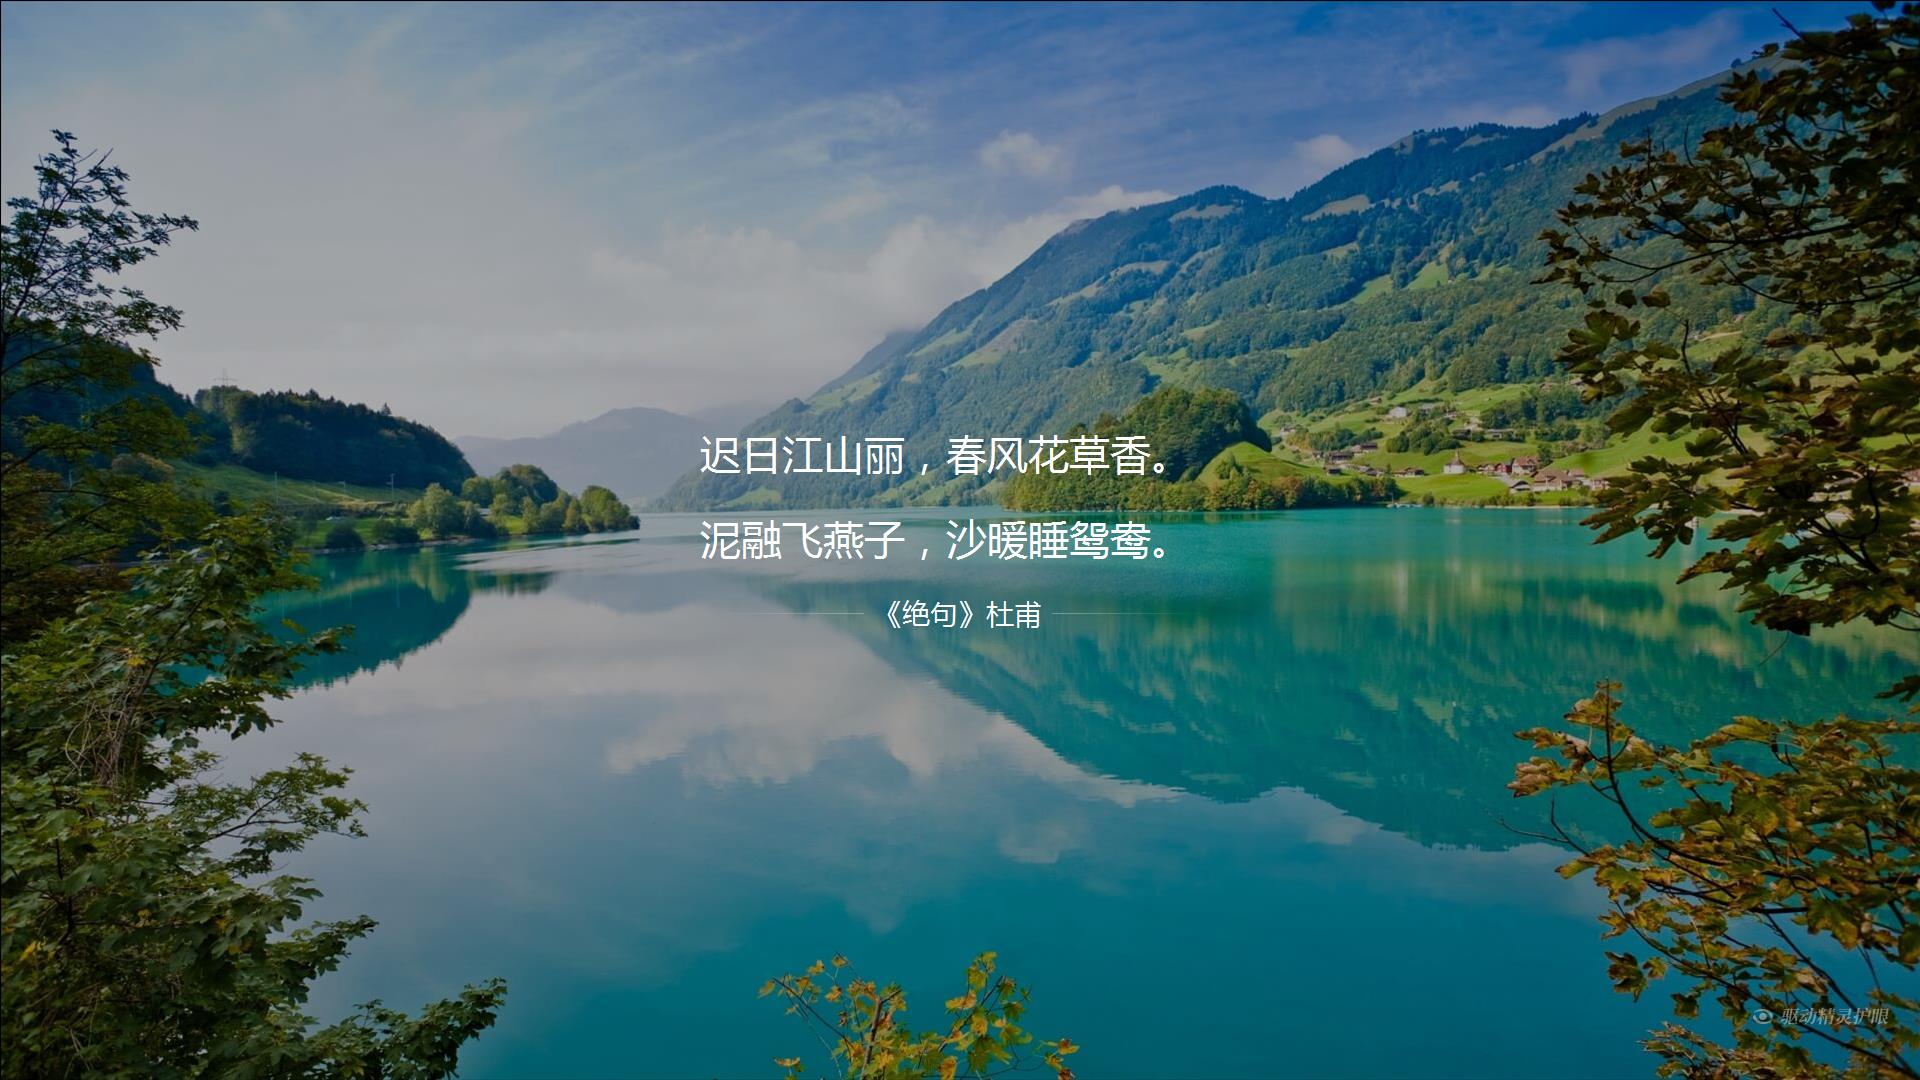 迟日江山丽，春风花草香。
泥融飞燕子，沙暖睡鸳鸯。
《绝句》杜甫
驱动精灵护眼